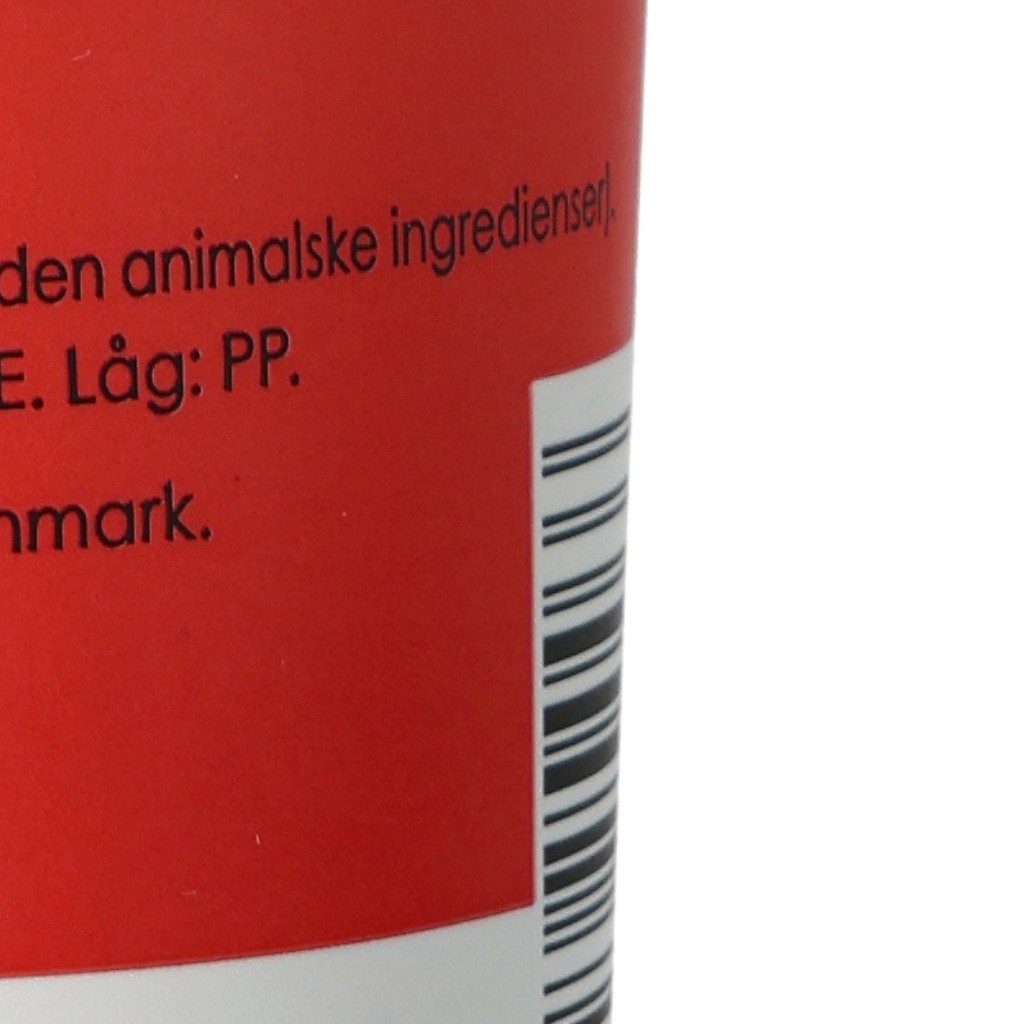 den animalske ingredienser).
E. Låg: PP.
nmark.